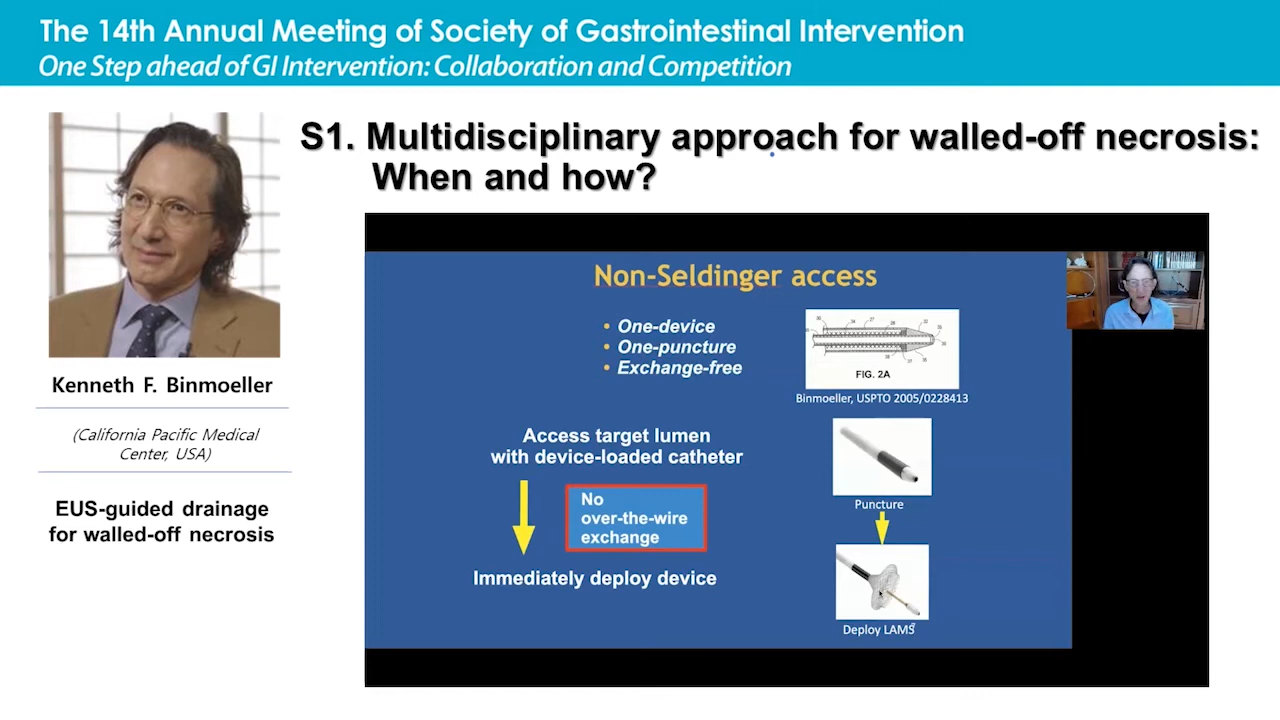 The 14th Annual Meeting of Society of Gastrointestinal Intervention
One Step ahead of GI Intervention: Collaboration and Competition
S1. Multidisciplinary approach for walled-off necrosis:
When and how?
Kenneth F. Binmoeller
(California Pacific Medical
Center, USA)
EUS-guided drainage
for walled-off necrosis
Non-Seldinger access
• One-device
• One-puncture
• Exchange-free
FIG. 2A
Binmoeller, USPTO 2005/0228413
Access target lumen
with device-loaded catheter
No
over-the-wire
exchange
Immediately deploy device
Puncture
Deploy LAMS